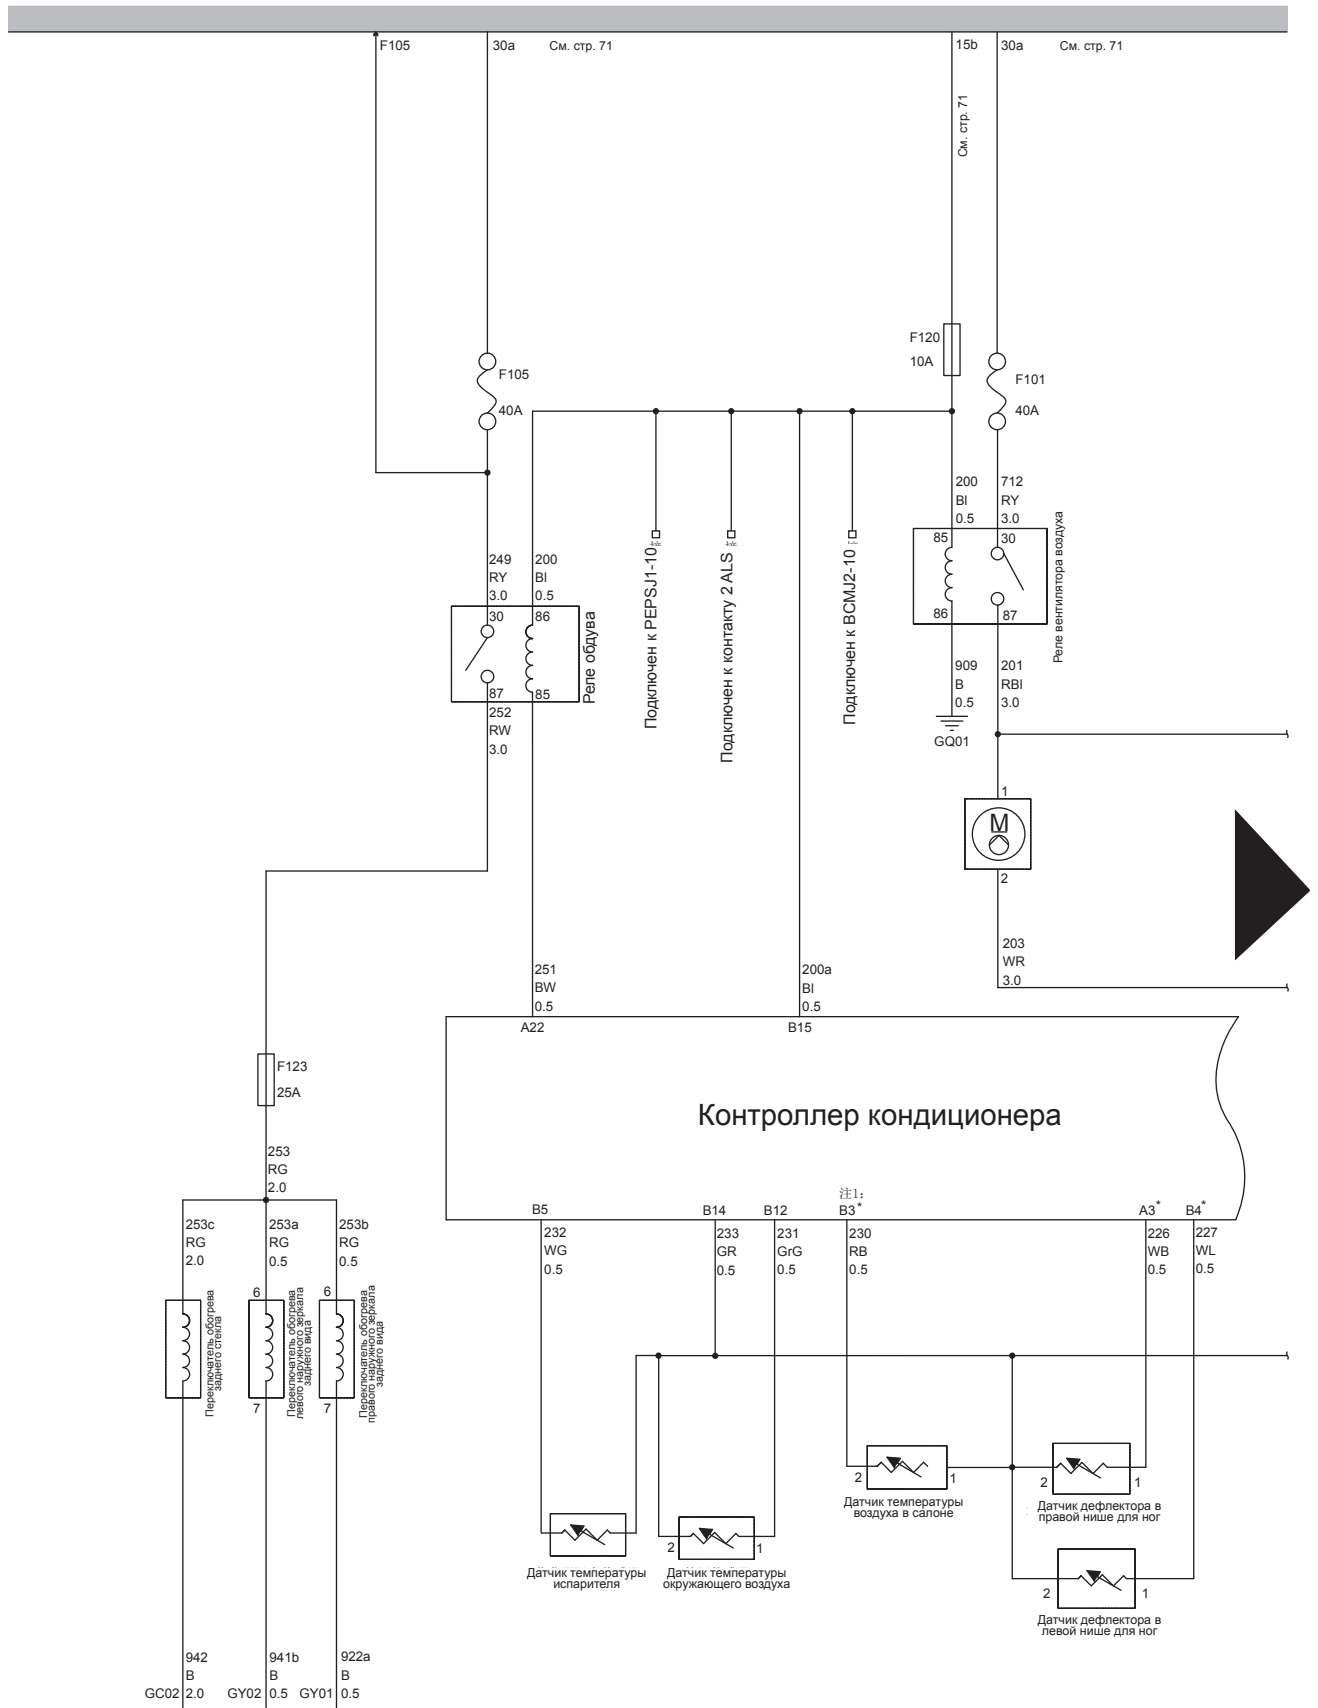 F105
30a
См. стр. 71
15b
30a
См. стр. 71
См. стр. 71
F120
10A
F105
40A
F101
40A
200
Bl
0.5
712
RY
3.0
85
30
86
87
Реле вентилятора воздуха
249
RY
3.0
200
Bl
0.5
30
86
87
85
Реле обдува
Подключен к PEPSJ1-10
Подключен к контакту 2 ALS
Подключен к BCMJ2-10
909
B
0.5
201
RBl
3.0
GQ01
252
RW
3.0
1
M
2
203
WR
3.0
251
BW
0.5
200a
Bl
0.5
A22
B15
F123
25A
Контроллер кондиционера
253
RG
2.0
注1:
B5
B14
B12
B3*
A3*
B4*
253c
RG
2.0
253a
RG
0.5
253b
RG
0.5
232
WG
0.5
233
GR
0.5
231
GrG
0.5
230
RB
0.5
226
WB
0.5
227
WL
0.5
6
6
Переключатель обогрева
заднего стекла
Переключатель обогрева
левого наружного зеркала
заднего вида
Переключатель обогрева
правого наружного зеркала
заднего вида
7
7
2
1
2
1
Датчик температуры
воздуха в салоне
Датчик дефлектора в
правой нише для ног
2
1
Датчик температуры
испарителя
Датчик температуры
окружающего воздуха
2
1
Датчик дефлектора в
левой нише для ног
942
B
GC02 2.0
941b
B
GY02 0.5
922a
B
GY01 0.5